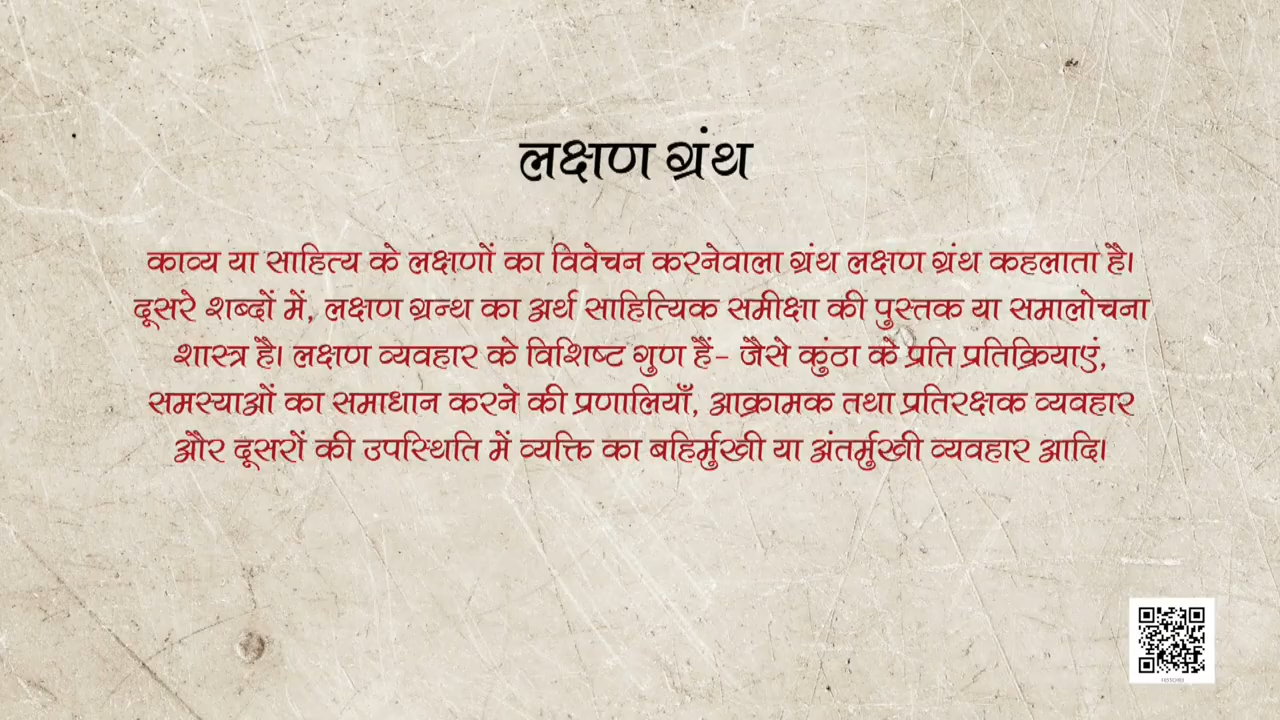 लक्षण ग्रंथ
काव्य या साहित्य के लक्षणों का विवेचन करनेवाला ग्रंथ लक्षण ग्रंथ कहलाता है।
दूसरे शब्दों में, लक्षण ग्रन्थ का अर्थ साहित्यिक समीक्षा की पुस्तक या समालोचना
शास्त्र है। लक्षण व्यवहार के विशिष्ट गुण हैं- जैसे कुंठा के प्रति प्रतिक्रियाएं,
समस्याओं का समाधान करने की प्रणालियाँ, आक्रामक तथा प्रतिरक्षक व्यवहार
और दूसरों की उपस्थिति में व्यक्ति का बहिर्मुखी या अंतर्मुखी व्यवहार आदि।